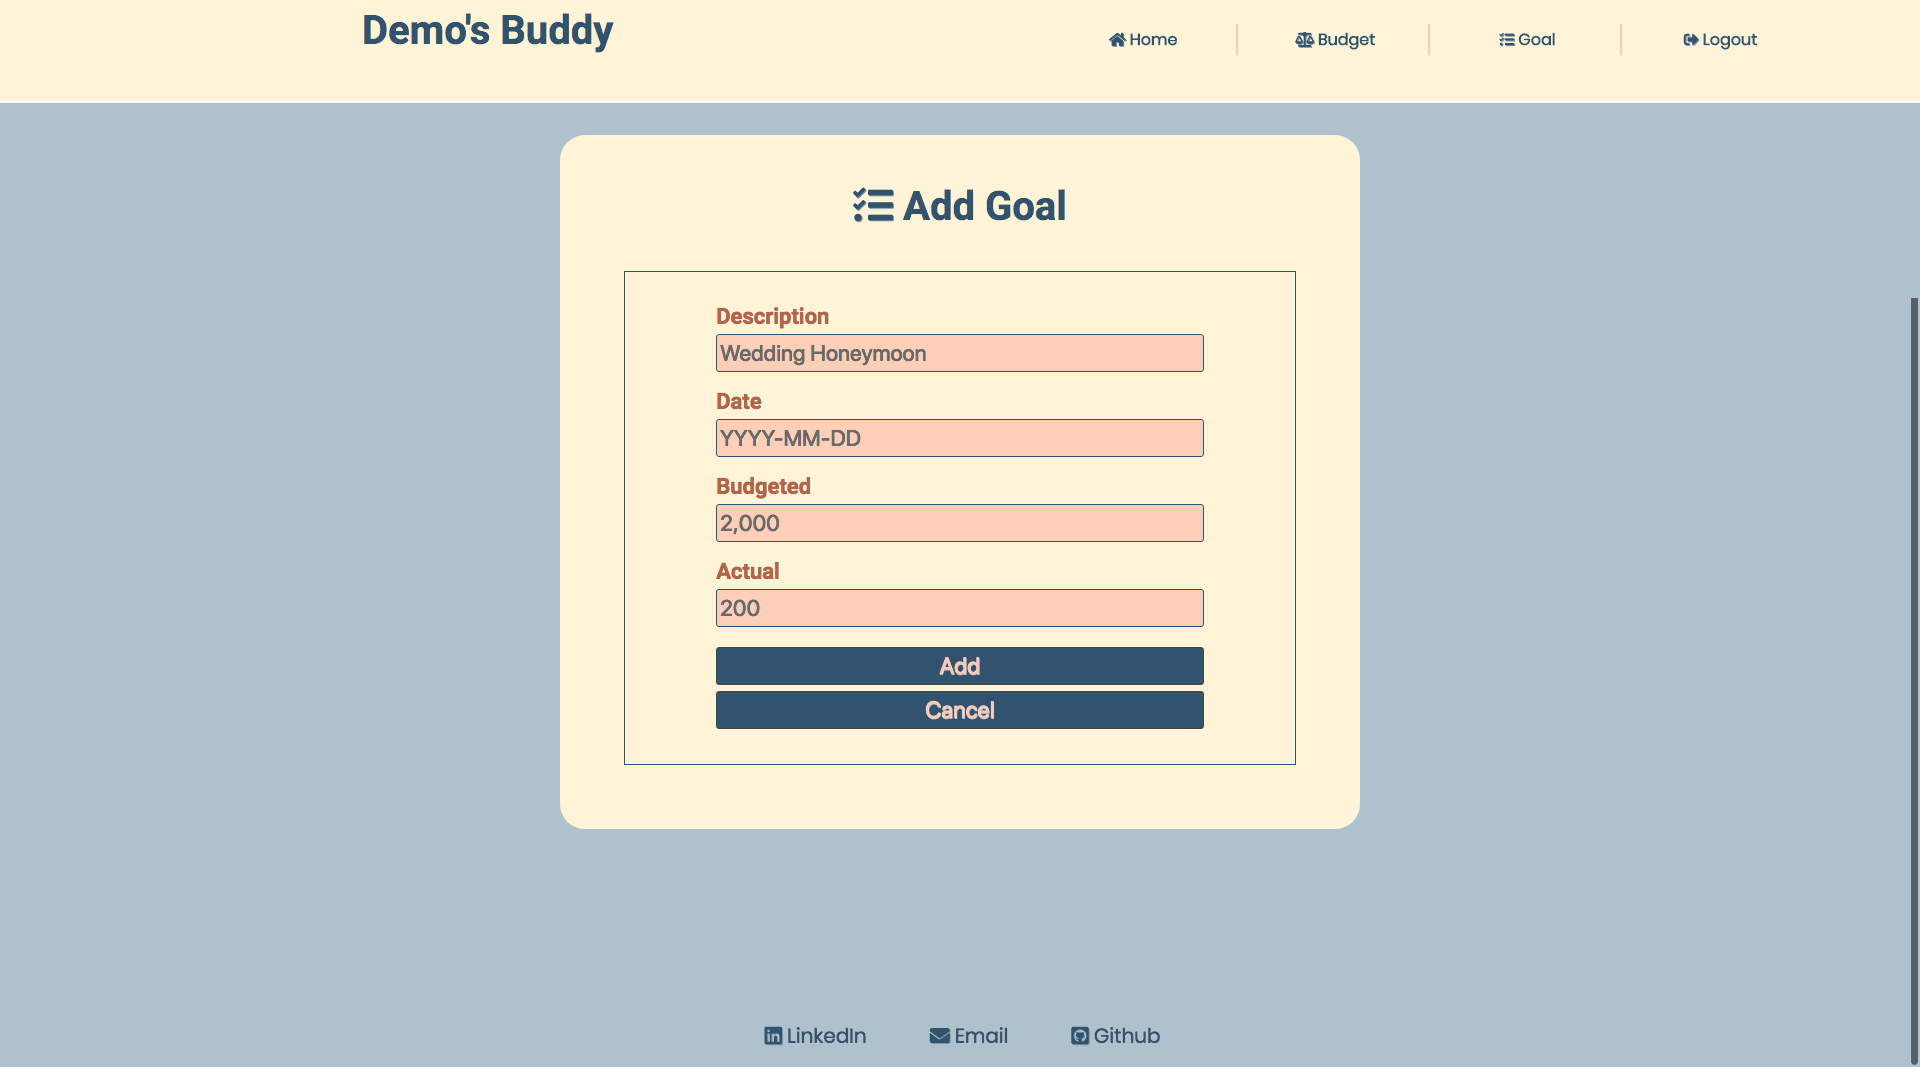 Demo's Buddy
Home Budget Goal Logout
Add Goal
Description
Wedding Honeymoon
Date
YYYY-MM-DD
Budgeted
2,000
Actual
200
Add
Cancel
LinkedIn Email Github